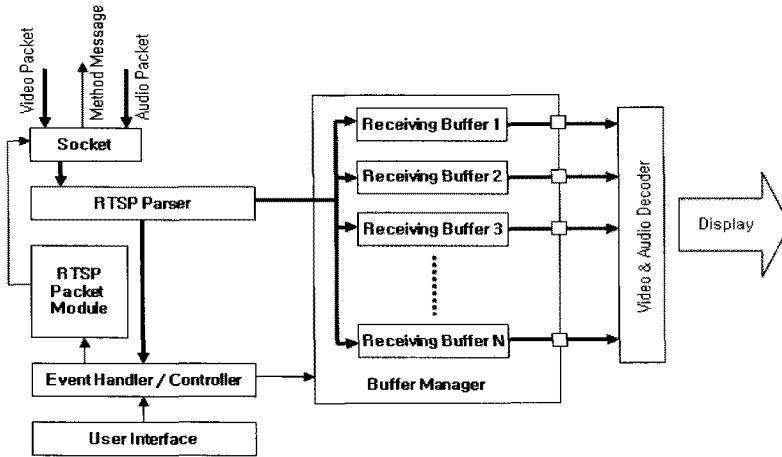 Video Packet
Method Message
Audio Packet
Socket
RTSP Parser
RTSP
Packet
Module
Event Handler / Controller
User Interface
Receiving Buffer 1
Receiving Buffer 2
Receiving Buffer 3
Receiving Buffer N
Buffer Manager
Video & Audio Decoder
Display